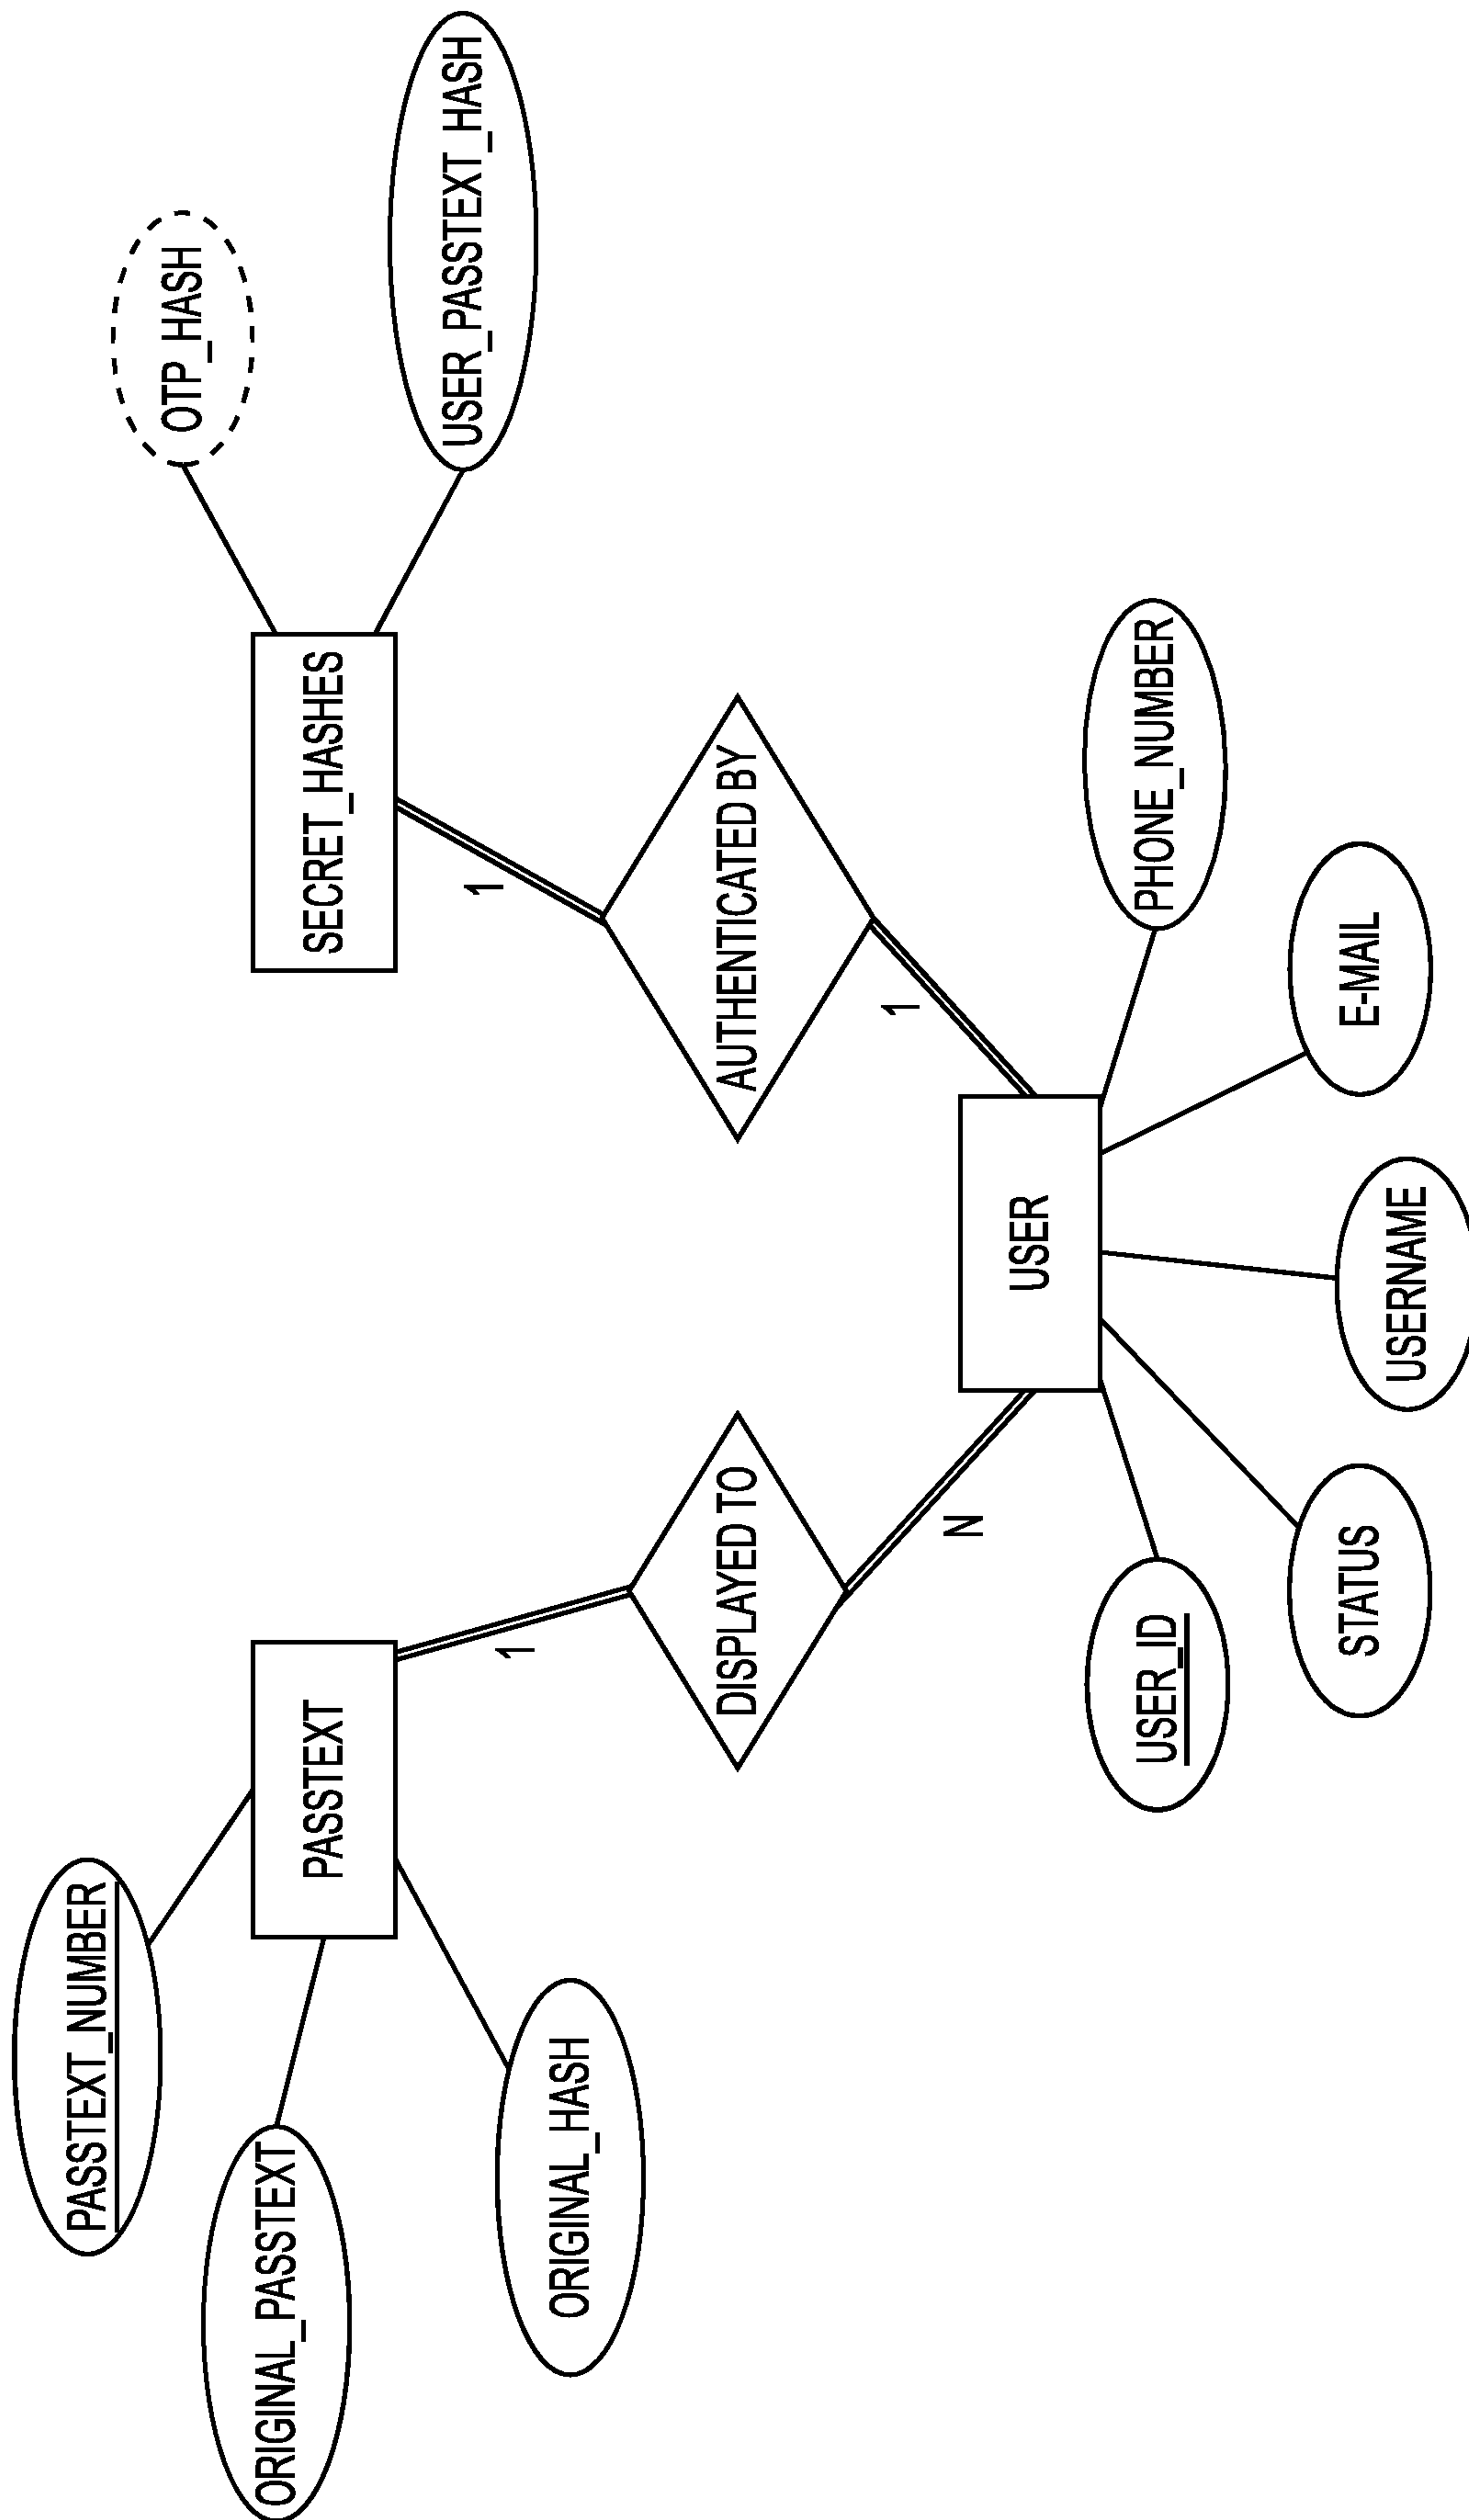 PASSTEXT_NUMBER
ORIGINAL_PASSTEXT
ORIGINAL_HASH
PASSTEXT
OTP_HASH
USER_PASSTEXT_HASH
SECRET_HASHES
1
1
DISPLAYED TO
AUTHENTICATED BY
N
1
USER
USER_ID
STATUS
USERNAME
E-MAIL
PHONE_NUMBER